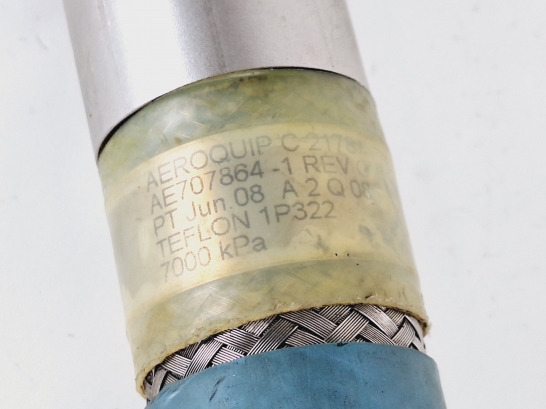 AEROQUIP C
AE707864 -1 REV
PT Jun.08 A 2 Q
TEFLON 1P322
7000 kPa